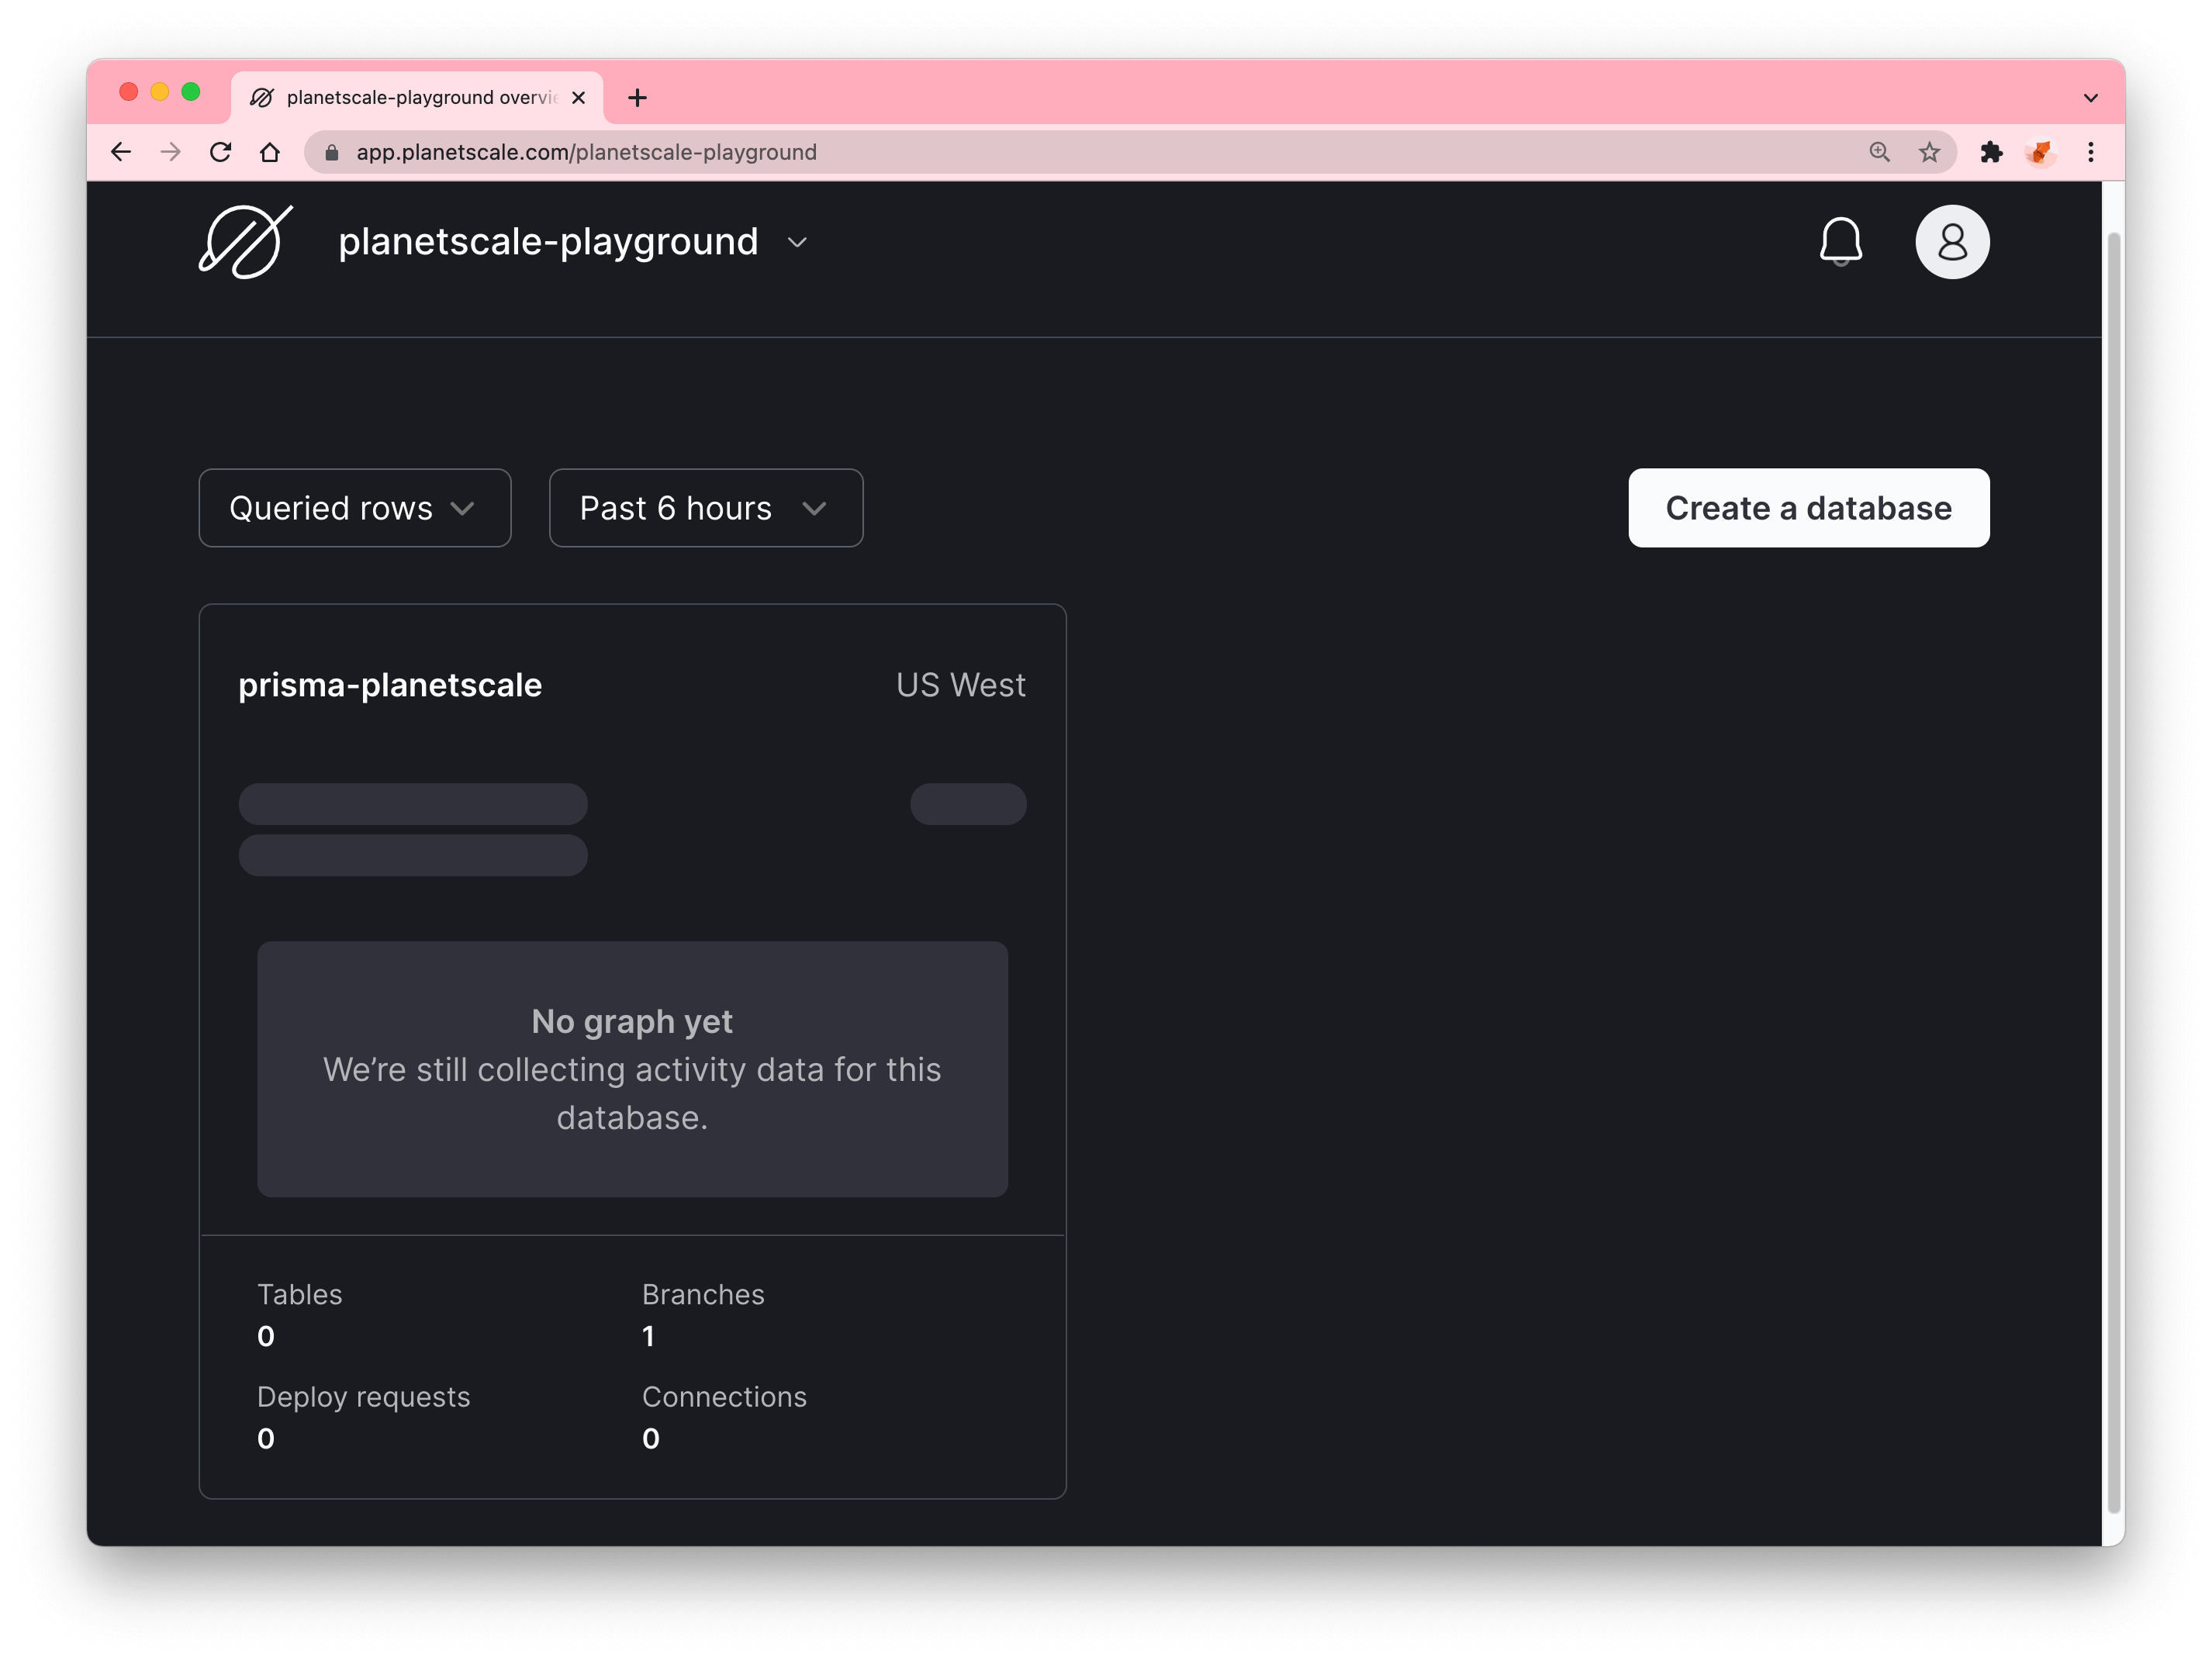 planetscale-playground overvie
app.planetscale.com/planetscale-playground
planetscale-playground
Queried rows
Past 6 hours
Create a database
prisma-planetscale
US West
No graph yet
We’re still collecting activity data for this
database.
Tables
0
Branches
1
Deploy requests
0
Connections
0